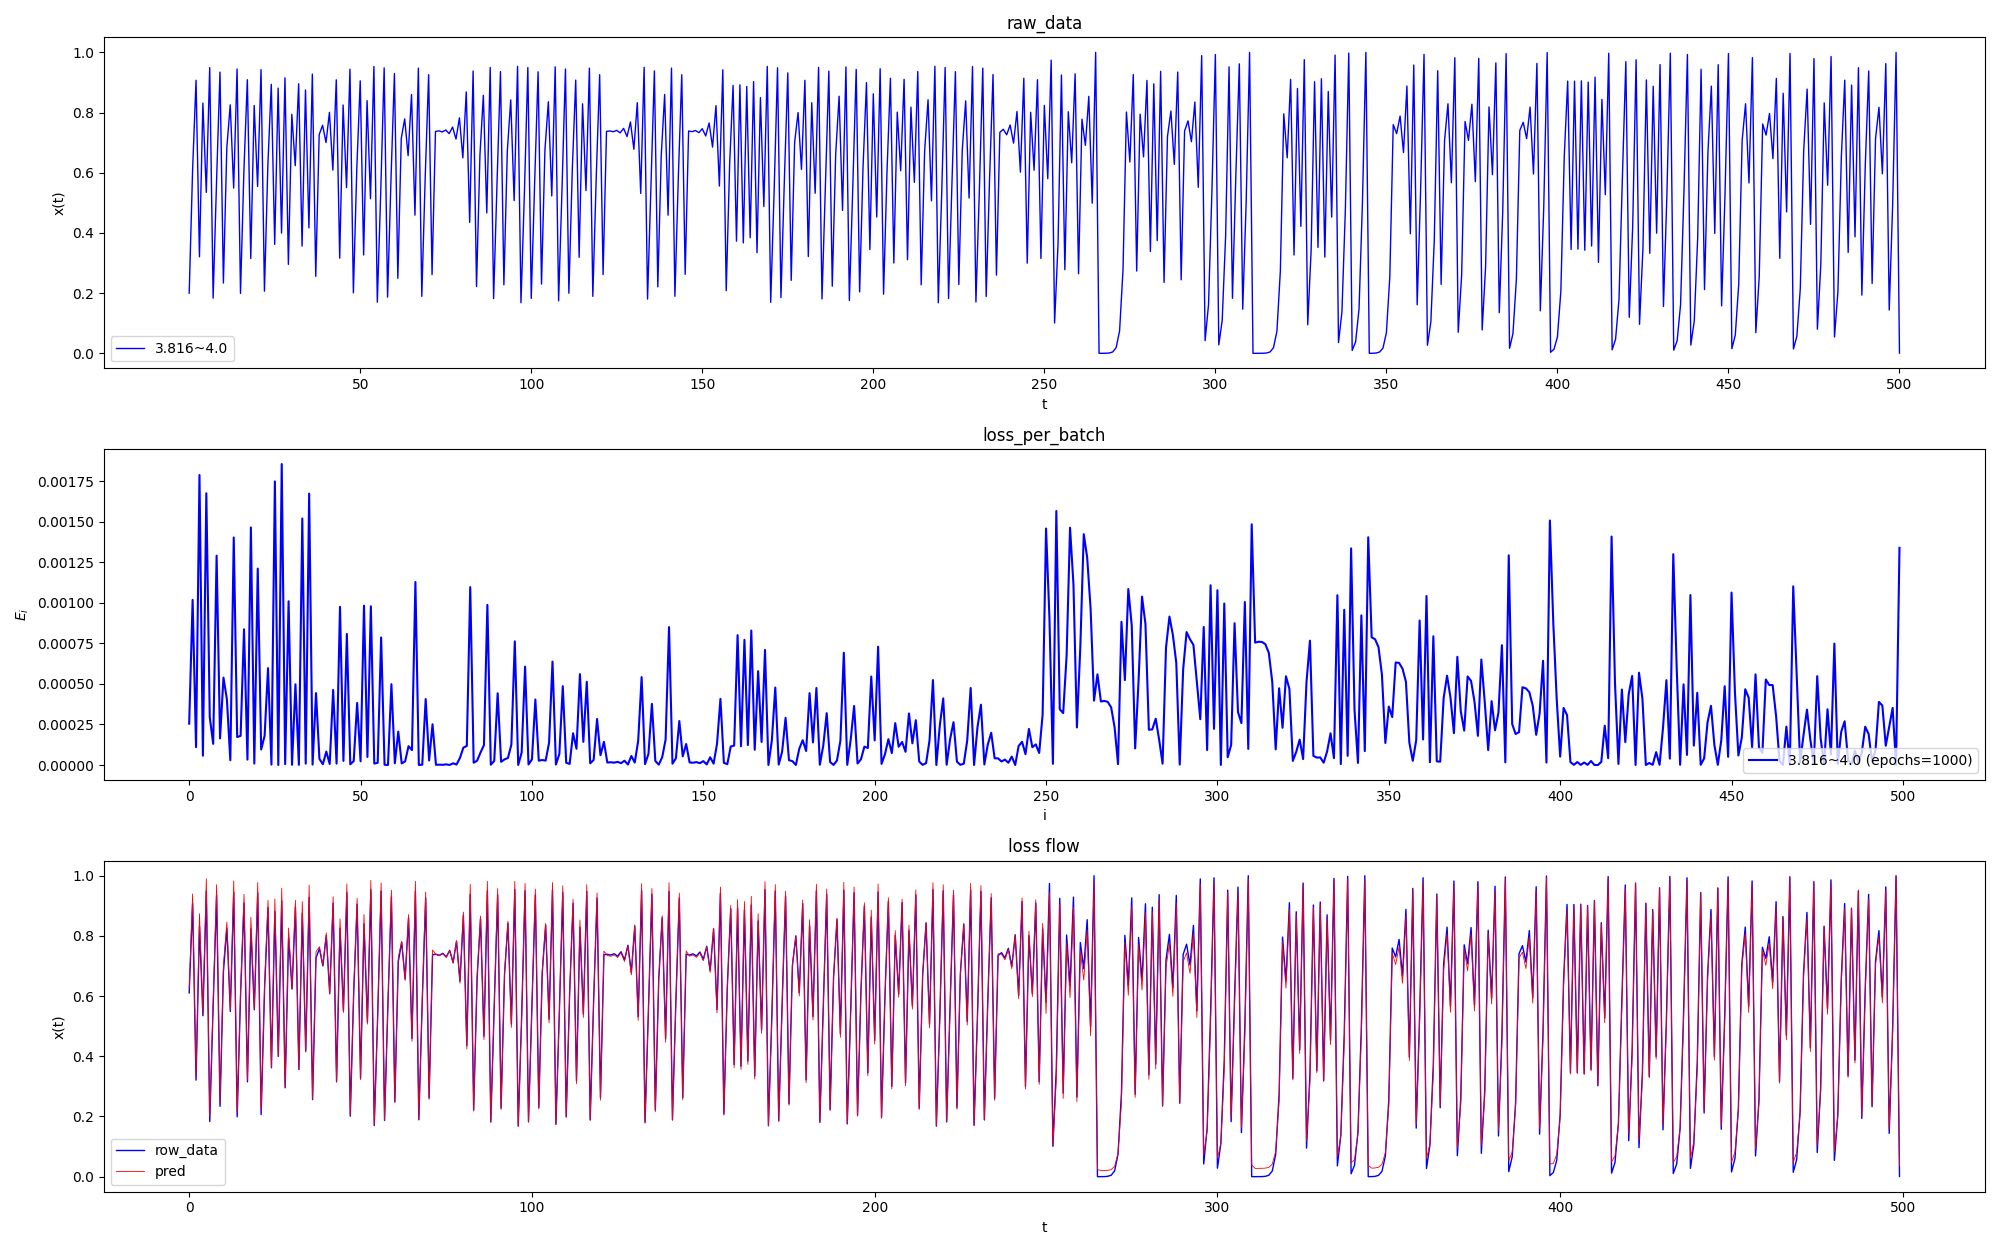 raw_data
1.0
0.8
0.6
0.4
0.2
0.0
x(t)
3.816~4.0
50 100 150 200 250 300 350 400 450 500
t
loss_per_batch
0.00175
0.00150
0.00125
0.00100
0.00075
0.00050
0.00025
0.00000
E_i
3.816~4.0 (epochs=1000)
0 50 100 150 200 250 300 350 400 450 500
i
loss flow
1.0
0.8
0.6
0.4
0.2
0.0
x(t)
row_data
pred
0 100 200 300 400 500
t